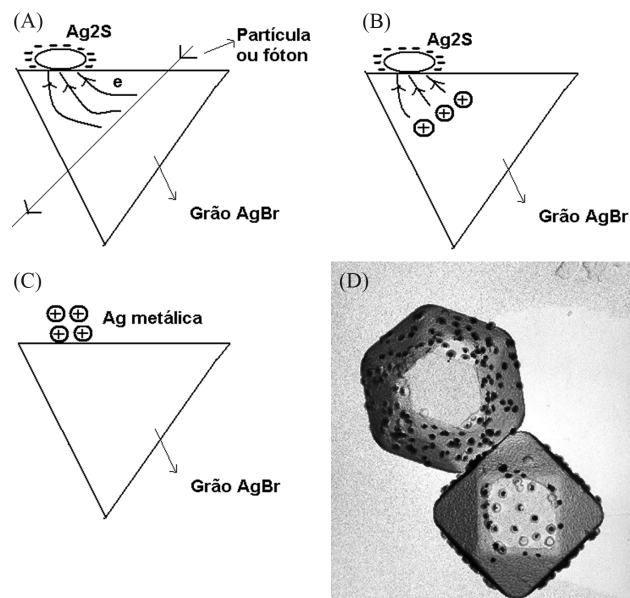 (A)
Ag2S
Partícula
ou fóton
e
Grão AgBr
(B)
Ag2S
Grão AgBr
(C)
Ag metálica
Grão AgBr
(D)